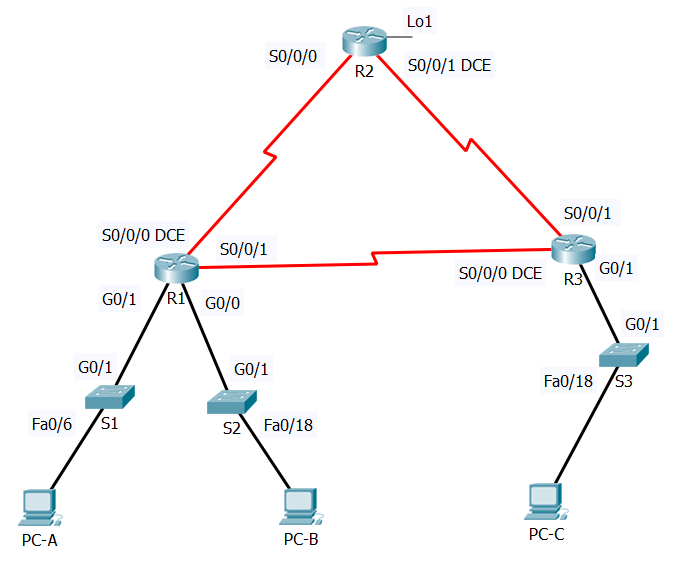 Lo1
S0/0/0
R2
S0/0/1 DCE
S0/0/1
S0/0/0 DCE
S0/0/1
R3
G0/1
S0/0/0 DCE
R1
G0/1
G0/0
G0/1
G0/1
G0/1
Fa0/18
S3
Fa0/6
S1
S2
Fa0/18
PC-A
PC-B
PC-C